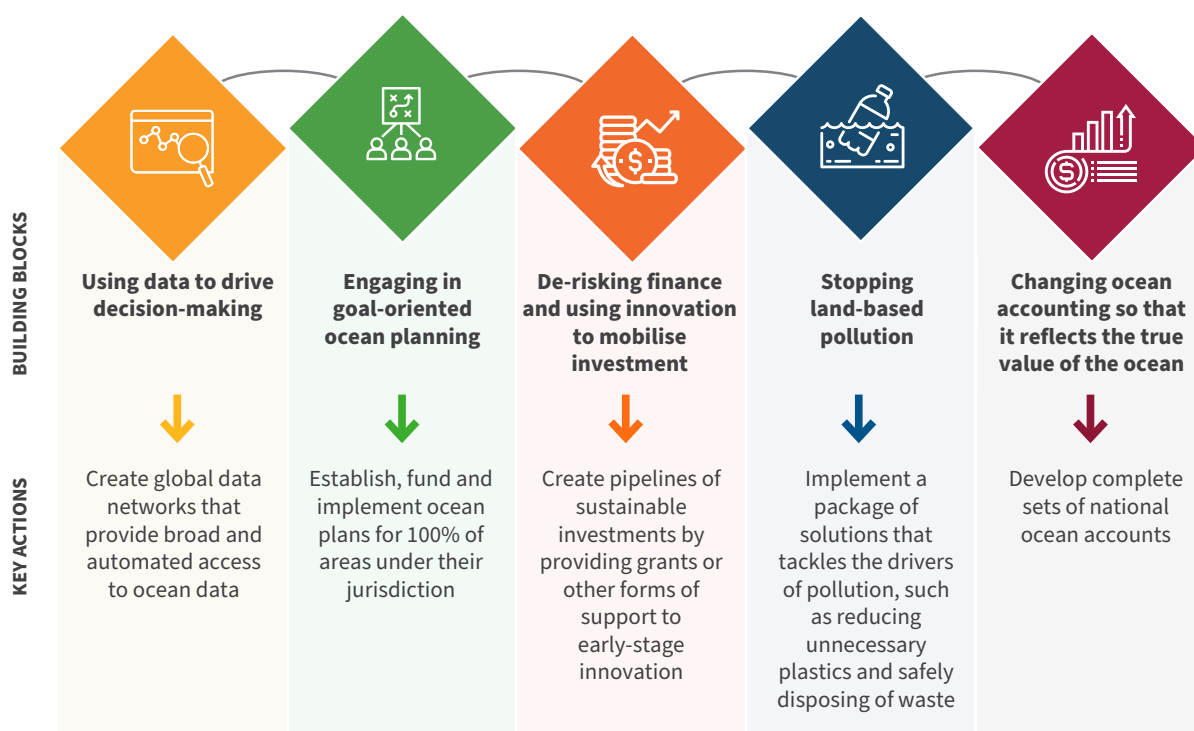 BUILDING BLOCKS
Using data to drive
decision-making
Engaging in
goal-oriented
ocean planning
De-risking finance
and using innovation
to mobilise
investment
Stopping
land-based
pollution
Changing ocean
accounting so that
it reflects the true
value of the ocean
KEY ACTIONS
Create global data
networks that
provide broad and
automated access
to ocean data
Establish, fund and
implement ocean
plans for 100% of
areas under their
jurisdiction
Create pipelines of
sustainable
investments by
providing grants or
other forms of
support to
early-stage
innovation
Implement a
package of
solutions that
tackles the drivers
of pollution, such
as reducing
unnecessary
plastics and safely
disposing of waste
Develop complete
sets of national
ocean accounts